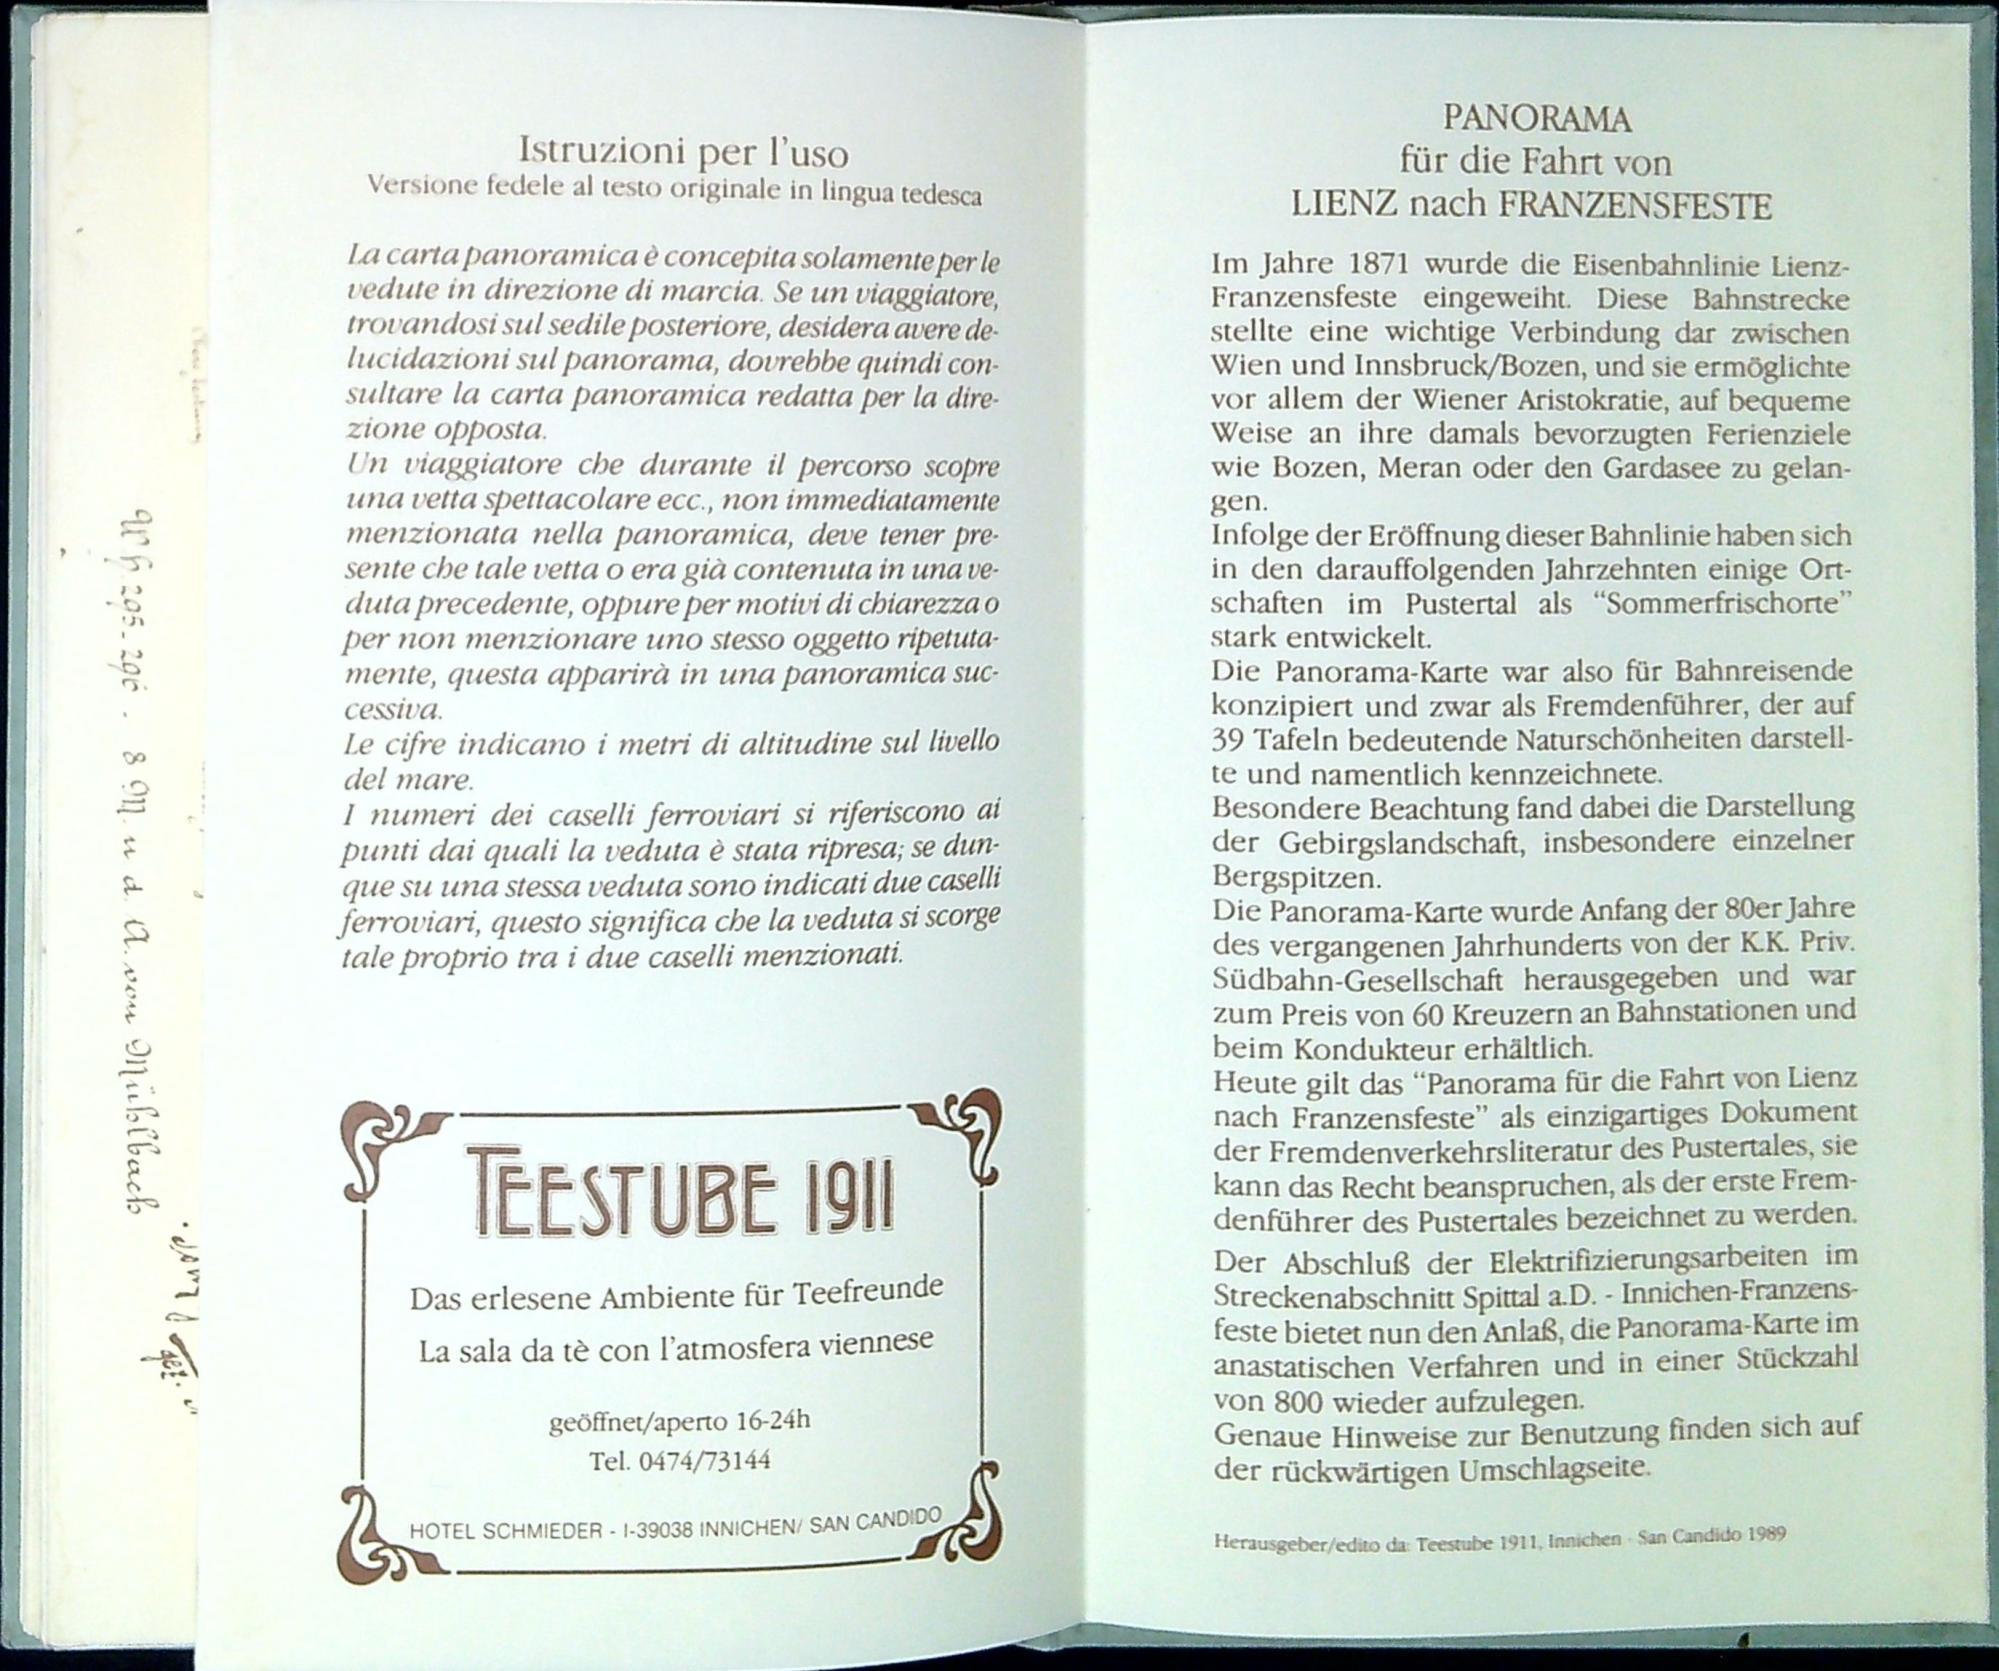 № 295-296. 8 M. u. d. A. von Mühlbach
Istruzioni per l'uso
Versione fedele al testo originale in lingua tedesca
La carta panoramica è concepita solamente per le
vedute in direzione di marcia. Se un viaggiatore,
trovandosi sul sedile posteriore, desidera avere de-
lucidazioni sul panorama, dovrebbe quindi con-
sultare la carta panoramica redatta per la dire-
zione opposta.
Un viaggiatore che durante il percorso scopre
una vetta spettacolare ecc., non immediatamente
menzionata nella panoramica, deve tener pre-
sente che tale vetta o era già contenuta in una ve-
duta precedente, oppure per motivi di chiarezza o
per non menzionare uno stesso oggetto ripetuta-
mente, questa apparirà in una panoramica suc-
cessiva.
Le cifre indicano i metri di altitudine sul livello
del mare.
I numeri dei caselli ferroviari si riferiscono ai
punti dai quali la veduta è stata ripresa; se dun-
que su una stessa veduta sono indicati due caselli
ferroviari, questo significa che la veduta si scorge
tale proprio tra i due caselli menzionati.
TEESTUBE 1911
Das erlesene Ambiente für Teefreunde
La sala da tè con l'atmosfera viennese
geöffnet/aperto 16-24h
Tel. 0474/73144
HOTEL SCHMIEDER - I-39038 INNICHEN/ SAN CANDIDO
PANORAMA
für die Fahrt von
LIENZ nach FRANZENSFESTE
Im Jahre 1871 wurde die Eisenbahnlinie Lienz-
Franzensfeste eingeweiht. Diese Bahnstrecke
stellte eine wichtige Verbindung dar zwischen
Wien und Innsbruck/Bozen, und sie ermöglichte
vor allem der Wiener Aristokratie, auf bequeme
Weise an ihre damals bevorzugten Ferienziele
wie Bozen, Meran oder den Gardasee zu gelan-
gen.
Infolge der Eröffnung dieser Bahnlinie haben sich
in den darauffolgenden Jahrzehnten einige Ort-
schaften im Pustertal als “Sommerfrischorte”
stark entwickelt.
Die Panorama-Karte war also für Bahnreisende
konzipiert und zwar als Fremdenführer, der auf
39 Tafeln bedeutende Naturschönheiten darstell-
te und namentlich kennzeichnete.
Besondere Beachtung fand dabei die Darstellung
der Gebirgslandschaft, insbesondere einzelner
Bergspitzen.
Die Panorama-Karte wurde Anfang der 80er Jahre
des vergangenen Jahrhunderts von der K.K. Priv.
Südbahn-Gesellschaft herausgegeben und war
zum Preis von 60 Kreuzern an Bahnstationen und
beim Kondukteur erhältlich.
Heute gilt das “Panorama für die Fahrt von Lienz
nach Franzensfeste” als einzigartiges Dokument
der Fremdenverkehrsliteratur des Pustertales, sie
kann das Recht beanspruchen, als der erste Frem-
denführer des Pustertales bezeichnet zu werden.
Der Abschluß der Elektrifizierungsarbeiten im
Streckenabschnitt Spittal a.D. - Innichen-Franzens-
feste bietet nun den Anlaß, die Panorama-Karte im
anastatischen Verfahren und in einer Stückzahl
von 800 wieder aufzulegen.
Genaue Hinweise zur Benutzung finden sich auf
der rückwärtigen Umschlagseite.
Herausgeber/edito da: Teestube 1911, Innichen - San Candido 1989